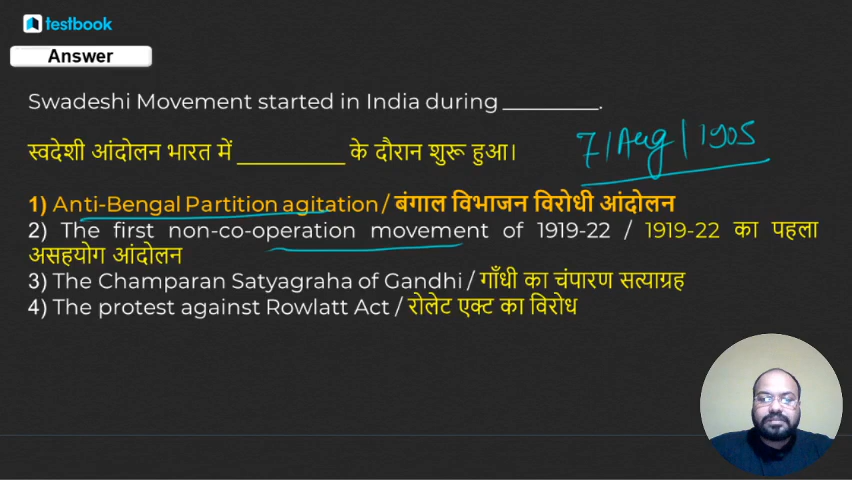 testbook
Answer
Swadeshi Movement started in India during _________.
7/Aug/1905
स्वदेशी आंदोलन भारत में __________ के दौरान शुरू हुआ।
1) Anti-Bengal Partition agitation / बंगाल विभाजन विरोधी आंदोलन
2) The first non-co-operation movement of 1919-22 / 1919-22 का पहला
असहयोग आंदोलन
3) The Champaran Satyagraha of Gandhi / गाँधी का चंपारण सत्याग्रह
4) The protest against Rowlatt Act / रोलेट एक्ट का विरोध